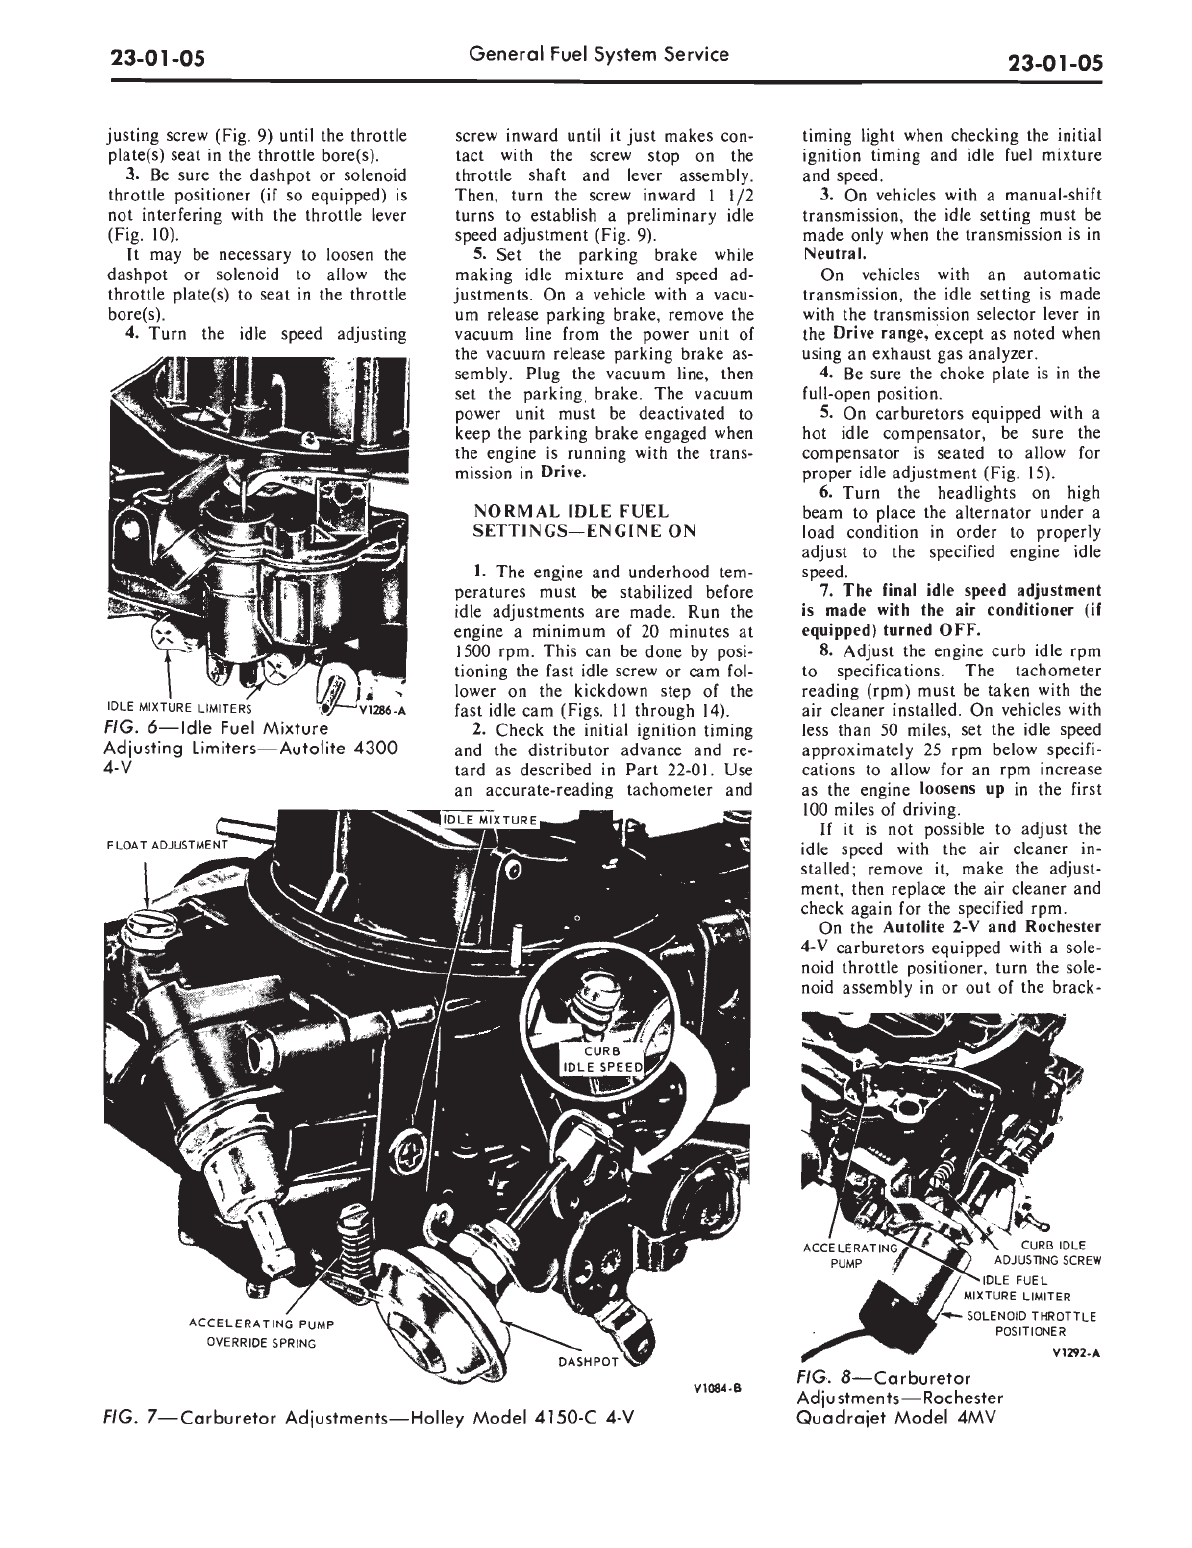 23-01-05
General Fuel System Service
23-01-05
justing screw (Fig. 9) until the throttle
plate(s) seat in the throttle bore(s).
3. Be sure the dashpot or solenoid
throttle positioner (if so equipped) is
not interfering with the throttle lever
(Fig. 10).
It may be necessary to loosen the
dashpot or solenoid to allow the
throttle plate(s) to seat in the throttle
bore(s).
4. Turn the idle speed adjusting
IDLE MIXTURE LIMITERS
V1286-A
FIG. 6—Idle Fuel Mixture
Adjusting Limiters—Autolite 4300
4-V
screw inward until it just makes con-
tact with the screw stop on the
throttle shaft and lever assembly.
Then, turn the screw inward 1 1/2
turns to establish a preliminary idle
speed adjustment (Fig. 9).
5. Set the parking brake while
making idle mixture and speed ad-
justments. On a vehicle with a vacu-
um release parking brake, remove the
vacuum line from the power unit of
the vacuum release parking brake as-
sembly. Plug the vacuum line, then
set the parking brake. The vacuum
power unit must be deactivated to
keep the parking brake engaged when
the engine is running with the trans-
mission in Drive.
NORMAL IDLE FUEL
SETTINGS—ENGINE ON
1. The engine and underhood tem-
peratures must be stabilized before
idle adjustments are made. Run the
engine a minimum of 20 minutes at
1500 rpm. This can be done by posi-
tioning the fast idle screw or cam fol-
lower on the kickdown step of the
fast idle cam (Figs. 11 through 14).
2. Check the initial ignition timing
and the distributor advance and re-
tard as described in Part 22-01. Use
an accurate-reading tachometer and
timing light when checking the initial
ignition timing and idle fuel mixture
and speed.
3. On vehicles with a manual-shift
transmission, the idle setting must be
made only when the transmission is in
Neutral.
On vehicles with an automatic
transmission, the idle setting is made
with the transmission selector lever in
the Drive range, except as noted when
using an exhaust gas analyzer.
4. Be sure the choke plate is in the
full-open position.
5. On carburetors equipped with a
hot idle compensator, be sure the
compensator is seated to allow for
proper idle adjustment (Fig. 15).
6. Turn the headlights on high
beam to place the alternator under a
load condition in order to properly
adjust to the specified engine idle
speed.
7. The final idle speed adjustment
is made with the air conditioner (if
equipped) turned OFF.
8. Adjust the engine curb idle rpm
to specifications. The tachometer
reading (rpm) must be taken with the
air cleaner installed. On vehicles with
less than 50 miles, set the idle speed
approximately 25 rpm below specifi-
cations to allow for an rpm increase
as the engine loosens up in the first
100 miles of driving.
If it is not possible to adjust the
idle speed with the air cleaner in-
stalled; remove it, make the adjust-
ment, then replace the air cleaner and
check again for the specified rpm.
On the Autolite 2-V and Rochester
4-V carburetors equipped with a sole-
noid throttle positioner, turn the sole-
noid assembly in or out of the brack-
IDLE MIXTURE
FLOAT ADJUSTMENT
CURB
IDLE SPEED
ACCELERATING PUMP
OVERRIDE SPRING
DASHPOT
V1084-B
FIG. 7—Carburetor Adjustments—Holley Model 4150-C 4-V
ACCELERATING
PUMP
CURB IDLE
ADJUSTING SCREW
IDLE FUEL
MIXTURE LIMITER
SOLENOID THROTTLE
POSITIONER
V1292-A
FIG. 8—Carburetor
Adjustments—Rochester
Quadrajet Model 4MV